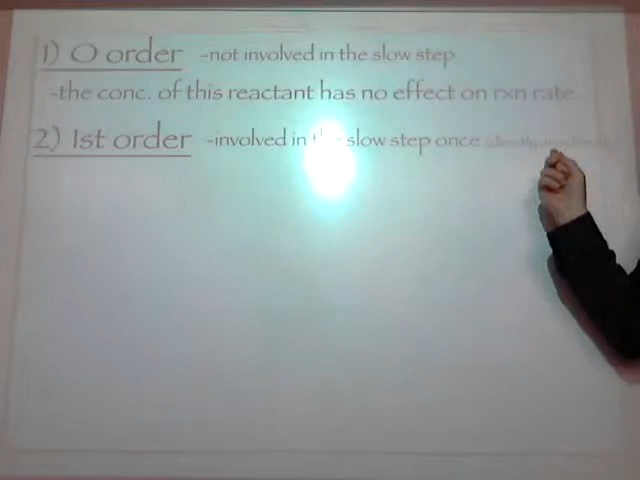 1) O order -not involved in the slow step
-the conc. of this reactant has no effect on rxn rate.
2) 1st order -involved in the slow step once